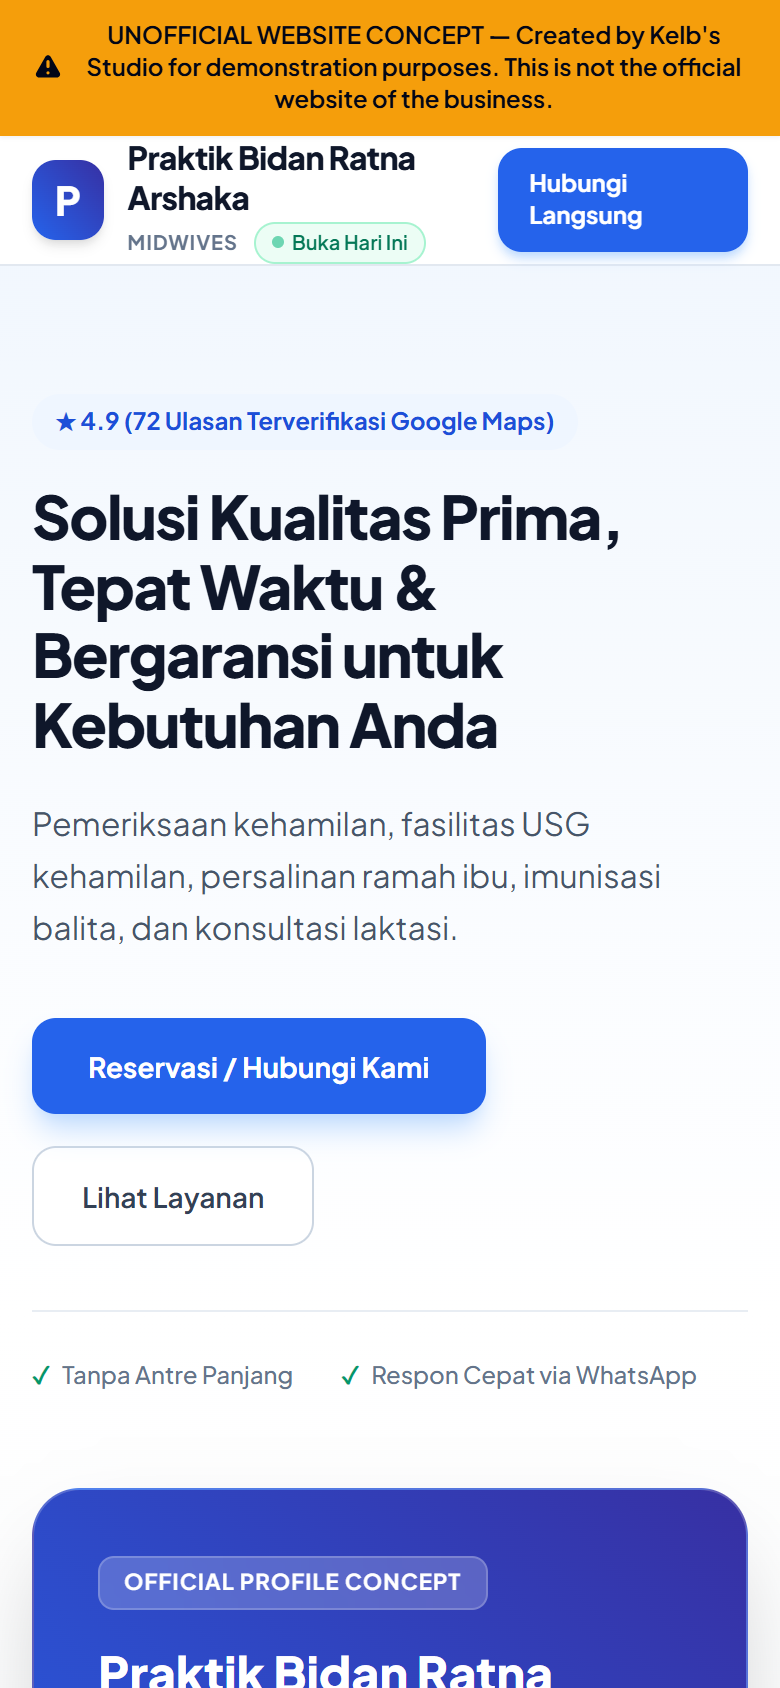 UNOFFICIAL WEBSITE CONCEPT — Created by Kelb's
Studio for demonstration purposes. This is not the official
website of the business.
P
Praktik Bidan Ratna
Arshaka
MIDWIVES
Buka Hari Ini
Hubungi
Langsung
★ 4.9 (72 Ulasan Terverifikasi Google Maps)
Solusi Kualitas Prima,
Tepat Waktu &
Bergaransi untuk
Kebutuhan Anda
Pemeriksaan kehamilan, fasilitas USG
kehamilan, persalinan ramah ibu, imunisasi
balita, dan konsultasi laktasi.
Reservasi / Hubungi Kami
Lihat Layanan
✓ Tanpa Antre Panjang
✓ Respon Cepat via WhatsApp
OFFICIAL PROFILE CONCEPT
Praktik Bidan Ratna